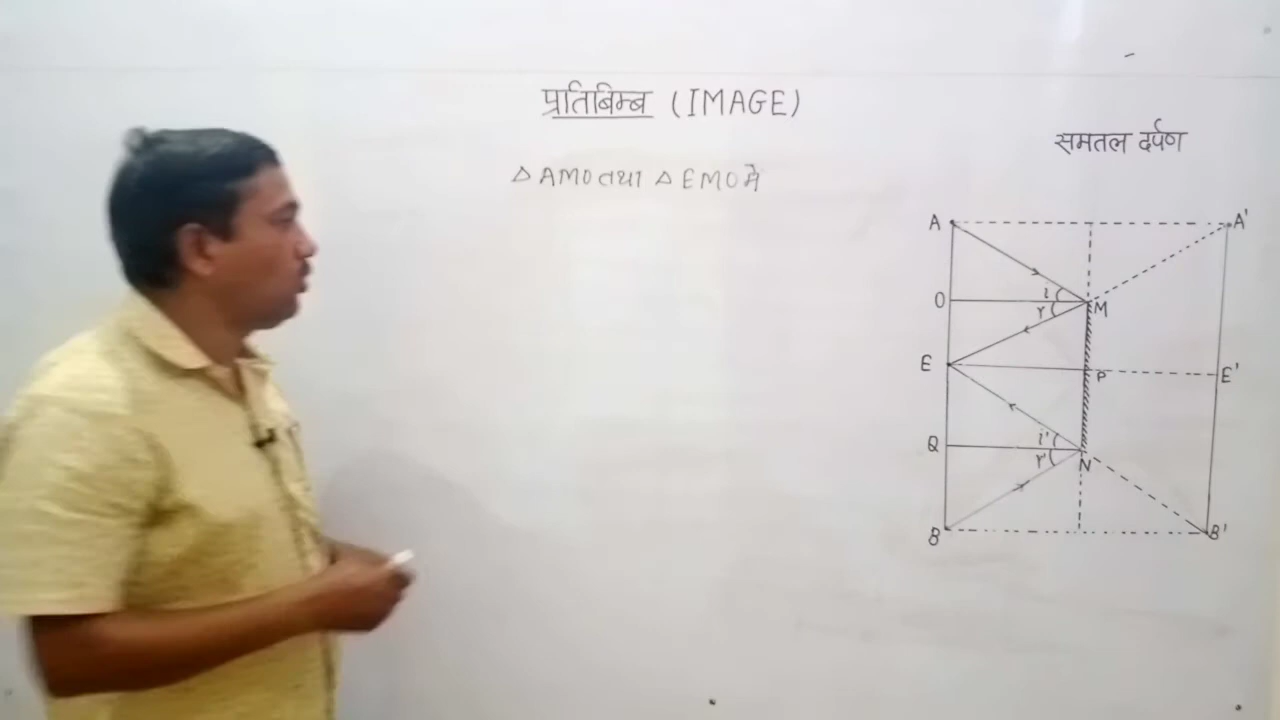 प्रतिबिम्ब (IMAGE)
समतल दर्पण
△ AMO तथा △ EMO में
A A'
O i M
r
E P E'
Q i' N
r'
B B'